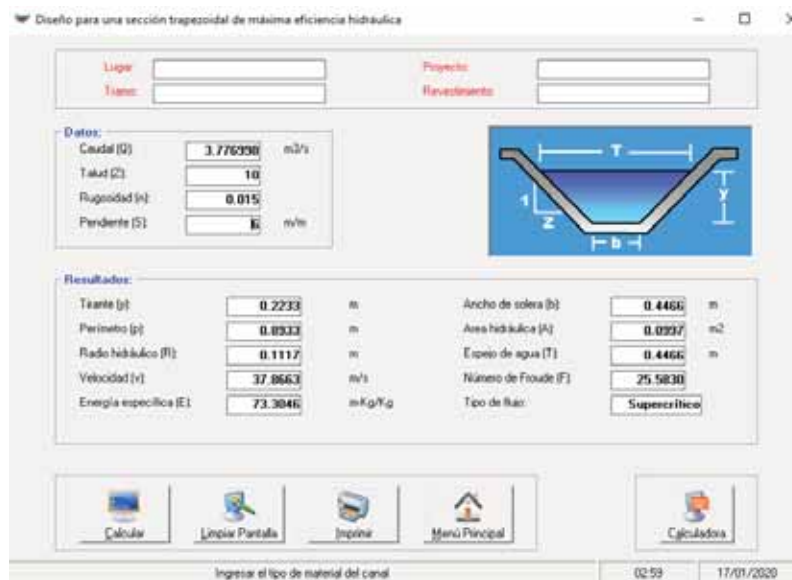 Diseño para una sección trapezoidal de máxima eficiencia hidráulica
Lugar: Proyecto:
Tramo: Revestimiento:
Datos:
Caudal (Q): 3.776998 m3/s
Talud (Z): 10
Rugosidad (n): 0.015
Pendiente (S): 6 m/m
T
1
Z
y
b
Resultados:
Tirante (y): 0.2233 m Ancho de solera (b): 0.4466 m
Perímetro (p): 0.8933 m Area hidráulica (A): 0.0997 m2
Radio hidráulico (R): 0.1117 m Espejo de agua (T): 0.4466 m
Velocidad (v): 37.8663 m/s Número de Froude (F): 25.5830
Energía específica (E): 73.3046 m-Kg/Kg Tipo de flujo: Supercrítico
Calcular Limpiar Pantalla Imprimir Menú Principal Calculadora
Ingresar el tipo de material del canal 02:59 17/01/2020